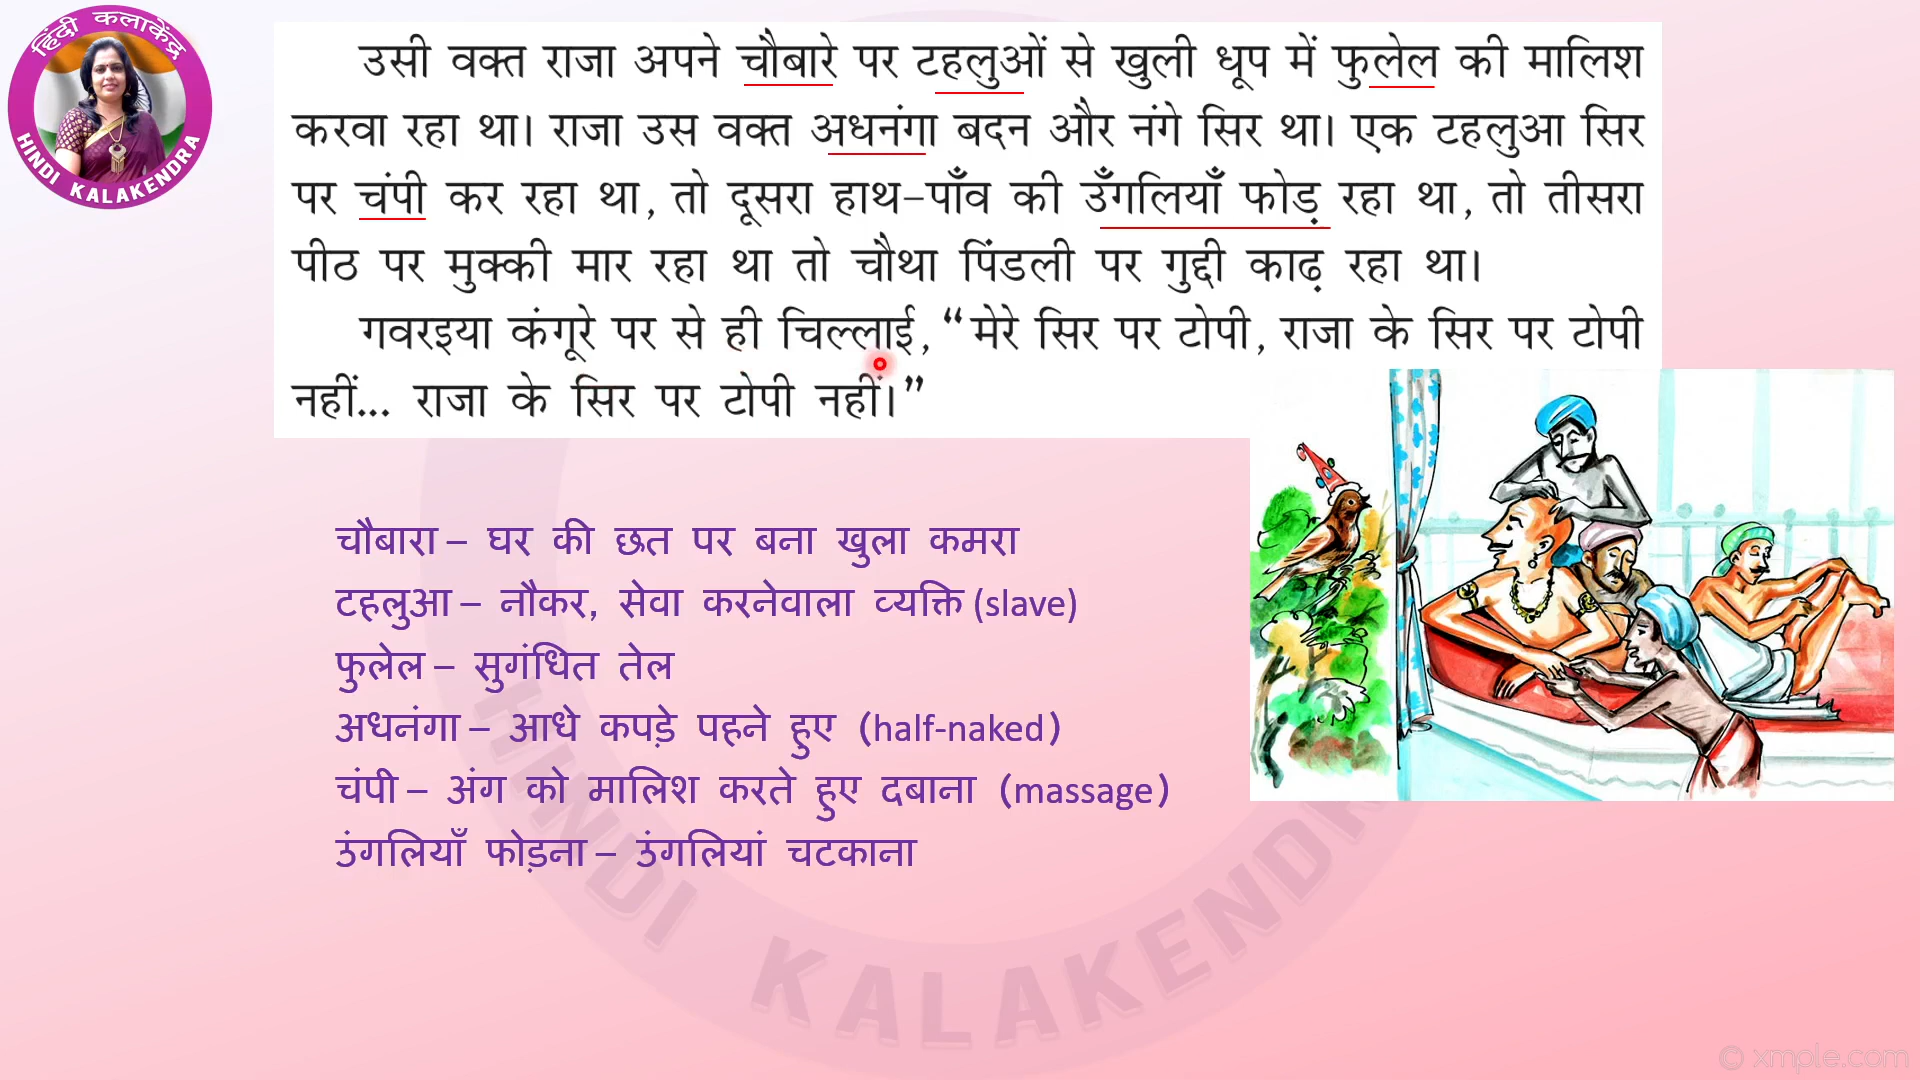 हिंदी कलाकेंद्र
HINDI KALAKENDRA
उसी वक्त राजा अपने चौबारे पर टहलुओं से खुली धूप में फुलेल की मालिश
करवा रहा था। राजा उस वक्त अधनंगा बदन और नंगे सिर था। एक टहलुआ सिर
पर चंपी कर रहा था, तो दूसरा हाथ-पाँव की उँगलियाँ फोड़ रहा था, तो तीसरा
पीठ पर मुक्की मार रहा था तो चौथा पिंडली पर गुद्दी काढ़ रहा था।
गवरइया कंगूरे पर से ही चिल्लाई, “मेरे सिर पर टोपी, राजा के सिर पर टोपी
नहीं... राजा के सिर पर टोपी नहीं।”
चौबारा – घर की छत पर बना खुला कमरा
टहलुआ – नौकर, सेवा करनेवाला व्यक्ति (slave)
फुलेल – सुगंधित तेल
अधनंगा – आधे कपड़े पहने हुए (half-naked)
चंपी – अंग को मालिश करते हुए दबाना (massage)
उंगलियाँ फोड़ना – उंगलियां चटकाना
HINDI KALAKENDRA
© xmple.com